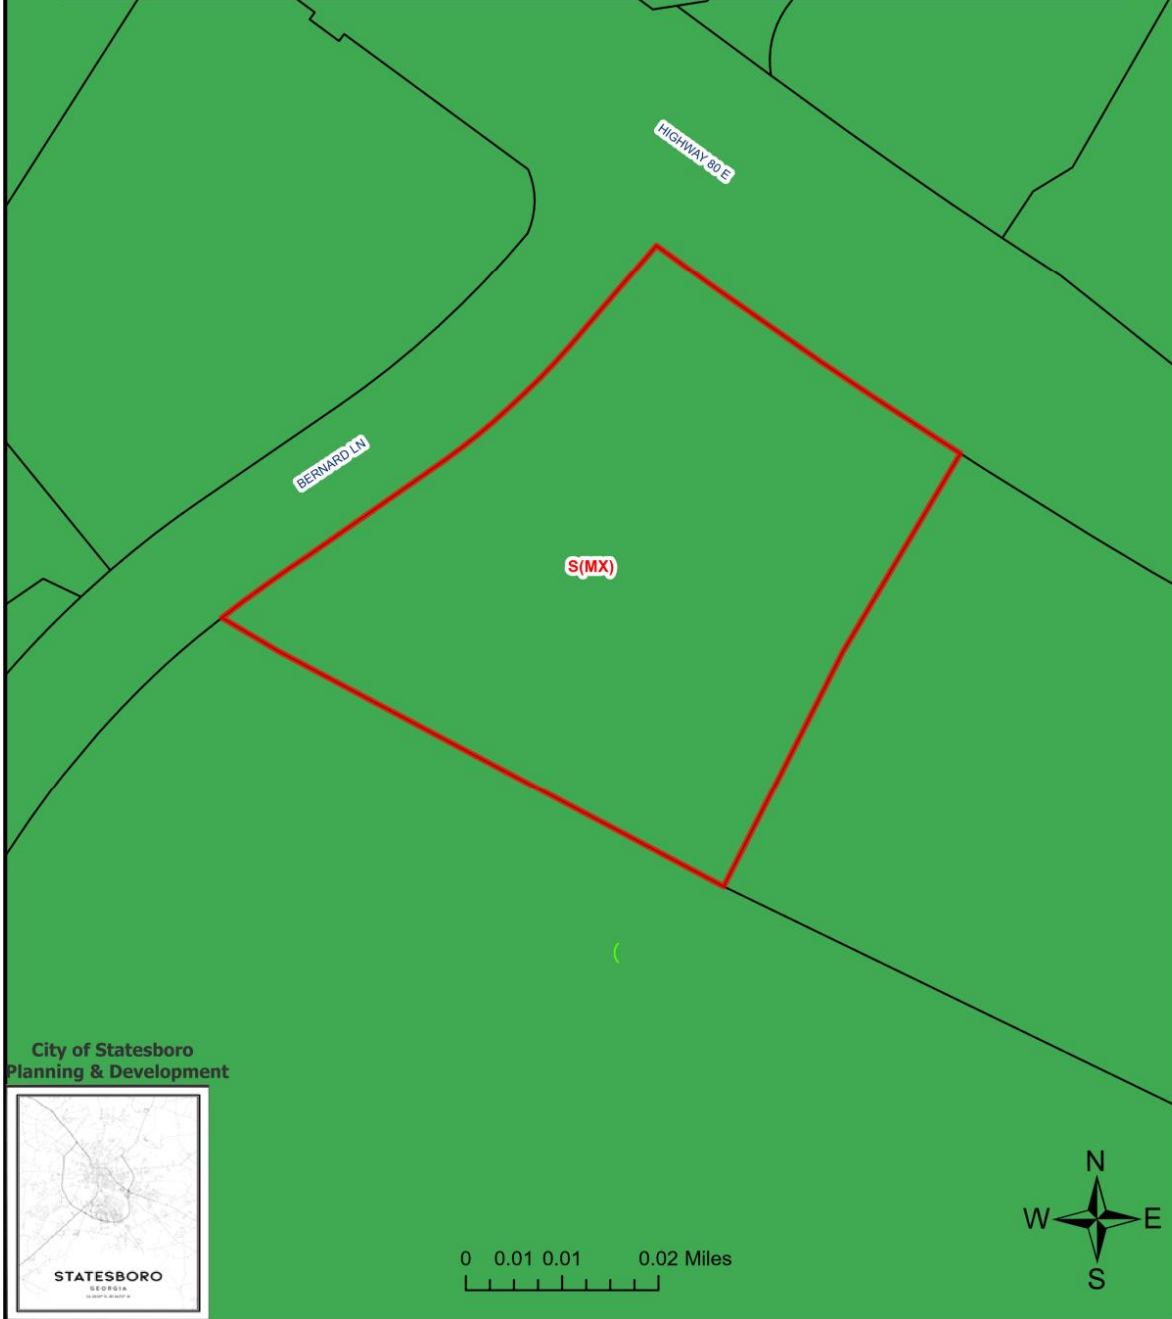 HIGHWAY 80 E
BERNARD LN
S(MX)
(
City of Statesboro
Planning & Development
STATESBORO
GEORGIA
N
W
E
S
0 0.01 0.01 0.02 Miles